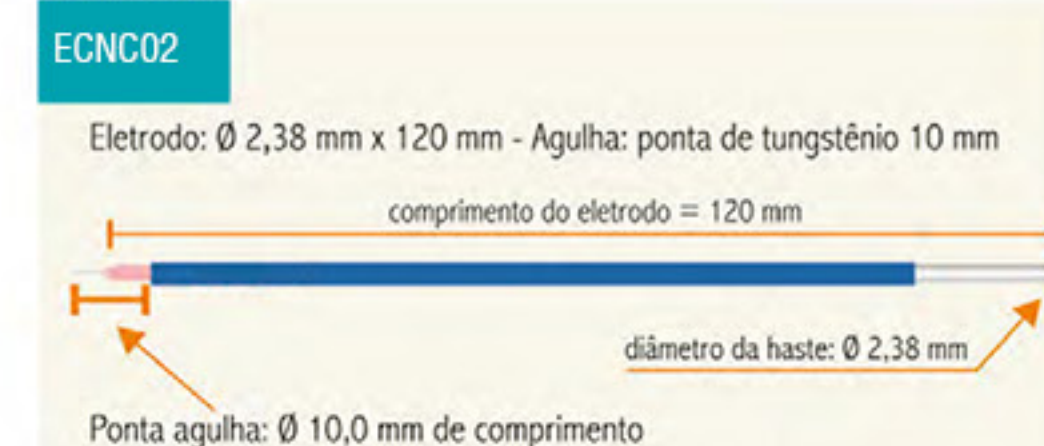 ECNC02
Eletrodo: Ø 2,38 mm x 120 mm - Agulha: ponta de tungstênio 10 mm
comprimento do eletrodo = 120 mm
diâmetro da haste: Ø 2,38 mm
Ponta agulha: Ø 10,0 mm de comprimento